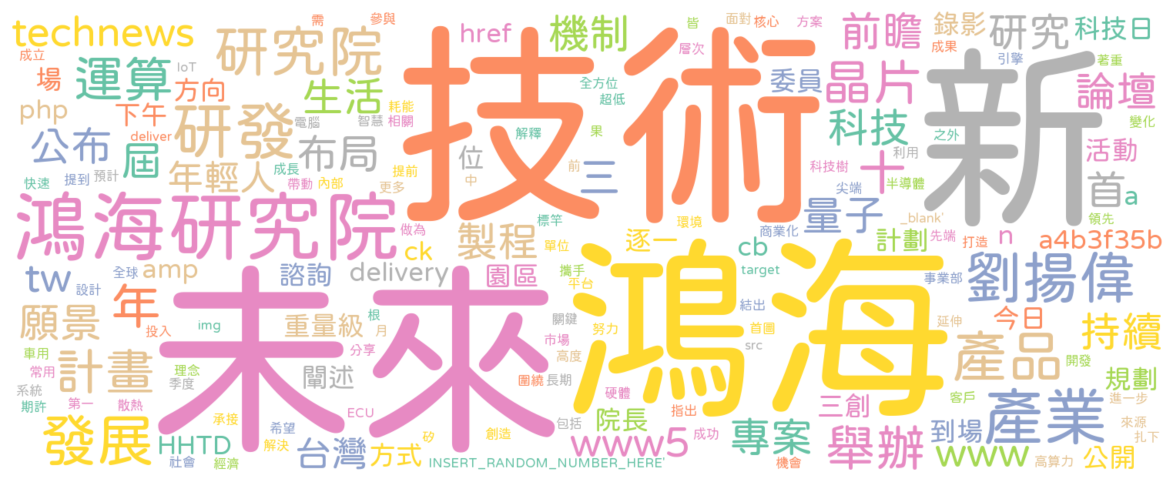 technews
成立
場
IoT
運算
研究院
需
參與
href
機制
層次
皆
面對
核心
方案
前瞻
錄影
成果
研究
引擎
科技日
著重
php
下午
方向
deliver
電腦
生活
耗能
智慧
相關
技術
全方位
超低
委員
晶片
新
論壇
變化
公布
屆
研發
布局
年輕人
快速
提到
預計
成長
帶動
內部
提前
更多
位
中
解釋
果
前
三
科技
科技樹
十
利用
之外
半導體
尖端
活動
首
a
領先
鴻海研究院
做為
標竿
環境
商業化
量子
_blank'
計劃
先端
打造
n
a4b3f35b
tw
設計
全球
amp
諮詢
delivery
ck
製程
單位
園區
攜手
平台
逐一
cb
target
事業部
劉揚偉
願景
年
投入
img
重量級
根
月
關鍵
未來
分享
市場
高度
努力
鴻海
結出
首圈
src
延伸
今日
產品
持續
開發
車用
常用
系統
期許
計畫
理念
季度
第一
散熱
闡述
圍繞
長期
硬體
指出
三創
客戶
規劃
進一步
來源
扎下
發展
HHTD
承接
希望
ECU
社會
經濟
解決
台灣
方式
矽
創造
包括
院長
www5
成功
INSERT_RANDOM_NUMBER_HERE'
專案
機會
舉辦
到場
www
產業
高算力
公開